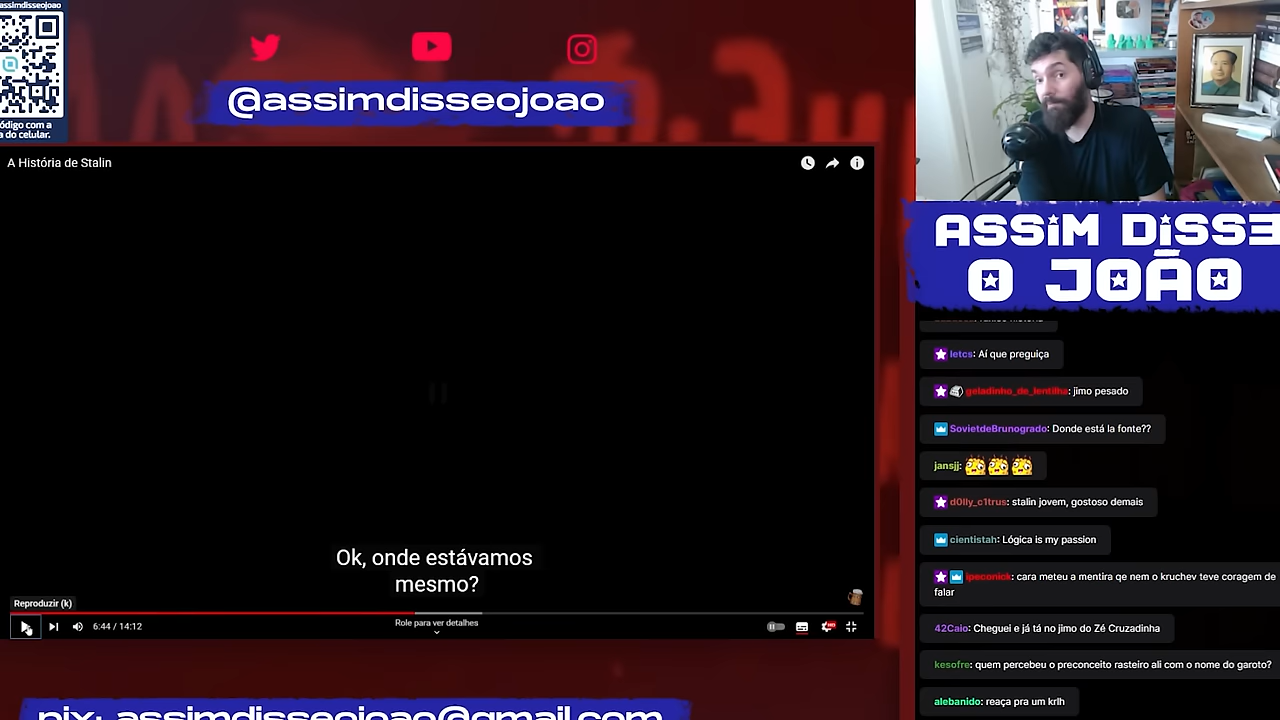 assimdisseojoao
ódigo com a
a do celular.
@assimdisseojoao
A História de Stalin
Ok, onde estávamos
mesmo?
Reproduzir (k)
6:44 / 14:12
Role para ver detalhes
pix: assimdisseojoao@gmail.com
ASSiM DiSSE
O JOÃO
letcs: Aí que preguiça
geladinho_de_lentilha: jimo pesado
SovietdeBrunogrado: Donde está la fonte??
jansjj:
d0lly_c1trus: stalin jovem, gostoso demais
cientistah: Lógica is my passion
ipeconick: cara meteu a mentira qe nem o kruchev teve coragem de
falar
42Caio: Cheguei e já tá no jimo do Zé Cruzadinha
kesofre: quem percebeu o preconceito rasteiro ali com o nome do garoto?
alebanido: reaça pra um krlh